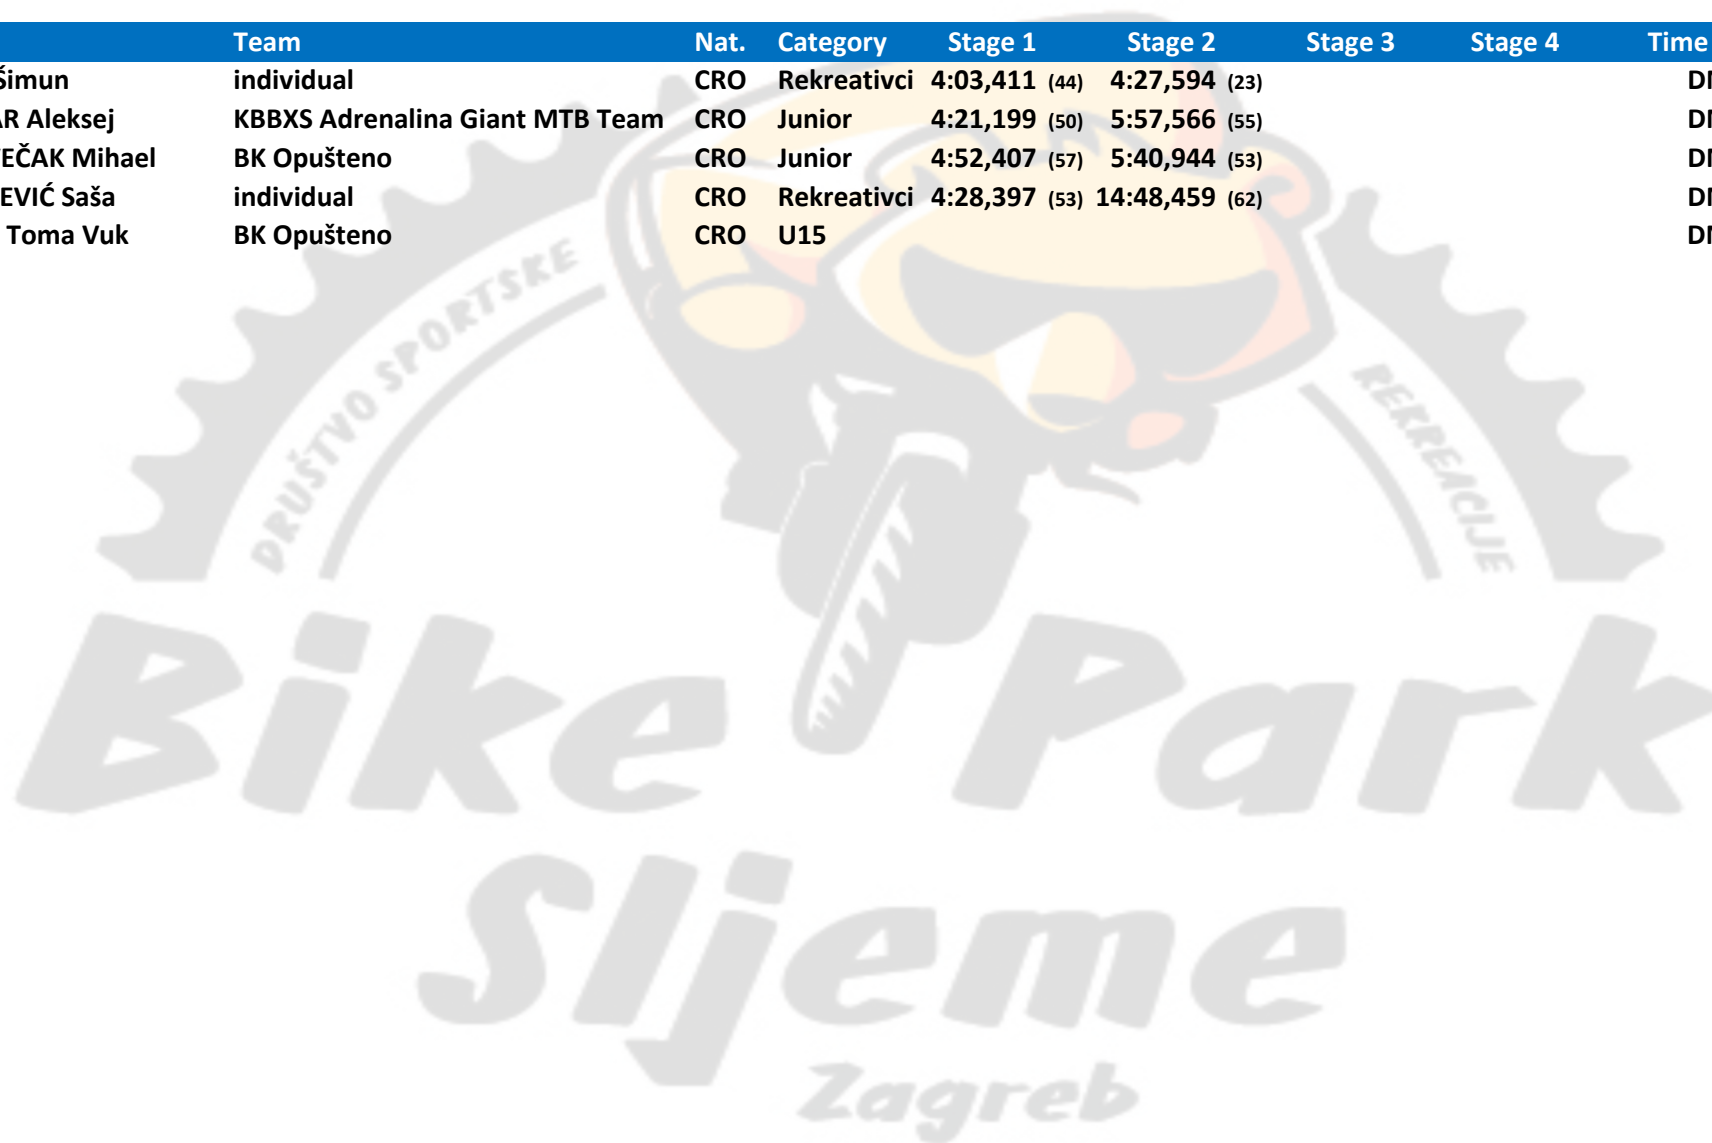 Team Nat. Category Stage 1 Stage 2 Stage 3 Stage 4 Time
Šimun individual CRO Rekreativci 4:03,411 (44) 4:27,594 (23)
Aleksej KBBXS Adrenalina Giant MTB Team CRO Junior 4:21,199 (50) 5:57,566 (55)
Mihael BK Opušteno CRO Junior 4:52,407 (57) 5:40,944 (53)
Saša individual CRO Rekreativci 4:28,397 (53) 14:48,459 (62)
Toma Vuk BK Opušteno CRO U15
DRUŠTVO SPORTSKE REKREACIJE
Bike Park
Sljeme
Zagreb